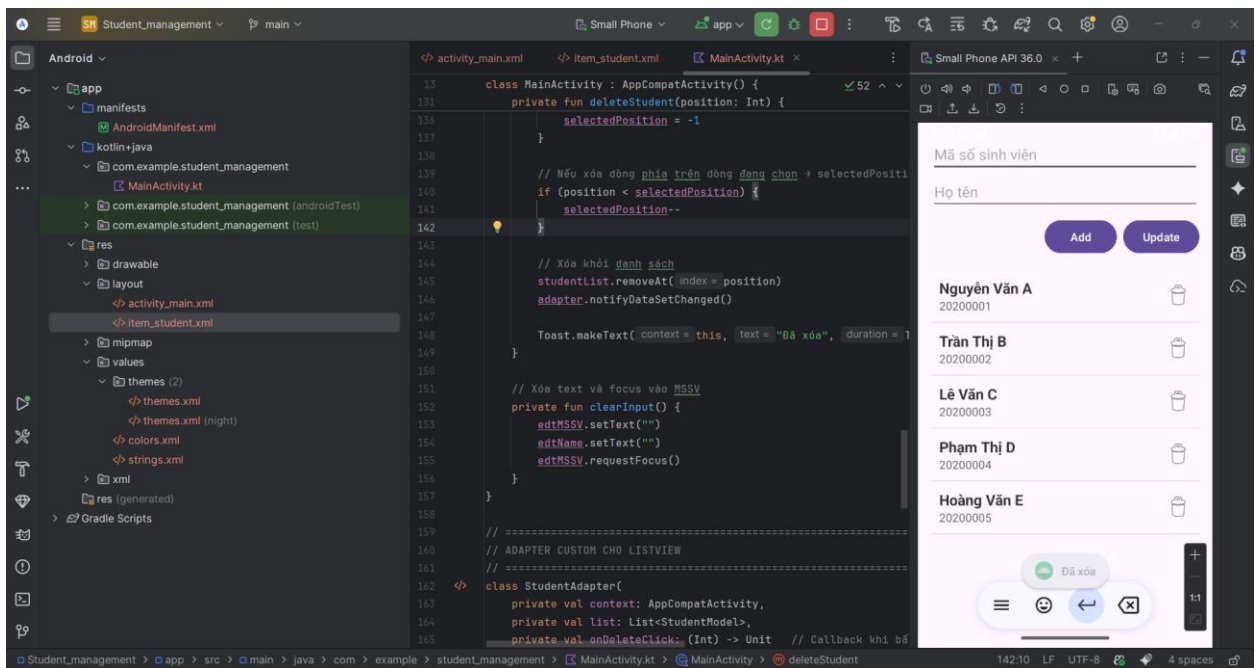 SM Student_management main Small Phone app
Android
app
manifests
AndroidManifest.xml
kotlin+java
com.example.student_management
MainActivity.kt
com.example.student_management (androidTest)
com.example.student_management (test)
res
drawable
layout
activity_main.xml
item_student.xml
mipmap
values
themes (2)
themes.xml
themes.xml (night)
colors.xml
strings.xml
xml
res (generated)
Gradle Scripts
activity_main.xml item_student.xml MainActivity.kt
13 class MainActivity : AppCompatActivity() { 52
131 private fun deleteStudent(position: Int) {
136 selectedPosition = -1
137 }
138
139 // Nếu xóa dòng phía trên dòng đang chọn → selectedPositi
140 if (position < selectedPosition) {
141 selectedPosition--
142 }
143
144 // Xóa khỏi danh sách
145 studentList.removeAt( index = position)
146 adapter.notifyDataSetChanged()
147
148 Toast.makeText( context = this, text = "Đã xóa", duration = T
149 }
150
151 // Xóa text và focus vào MSSV
152 private fun clearInput() {
153 edtMSSV.setText("")
154 edtName.setText("")
155 edtMSSV.requestFocus()
156 }
157 }
158
159 // ================================================================
160 // ADAPTER CUSTOM CHO LISTVIEW
161 // ================================================================
162 class StudentAdapter(
163 private val context: AppCompatActivity,
164 private val list: List<StudentModel>,
165 private val onDeleteClick: (Int) -> Unit // Callback khi bấ
Small Phone API 36.0
Mã số sinh viên
Họ tên
Add Update
Nguyễn Văn A
20200001
Trần Thị B
20200002
Lê Văn C
20200003
Phạm Thị D
20200004
Hoàng Văn E
20200005
Đã xóa
1:1
Student_management > app > src > main > java > com > example > student_management > MainActivity.kt > MainActivity > deleteStudent 142:10 LF UTF-8 4 spaces